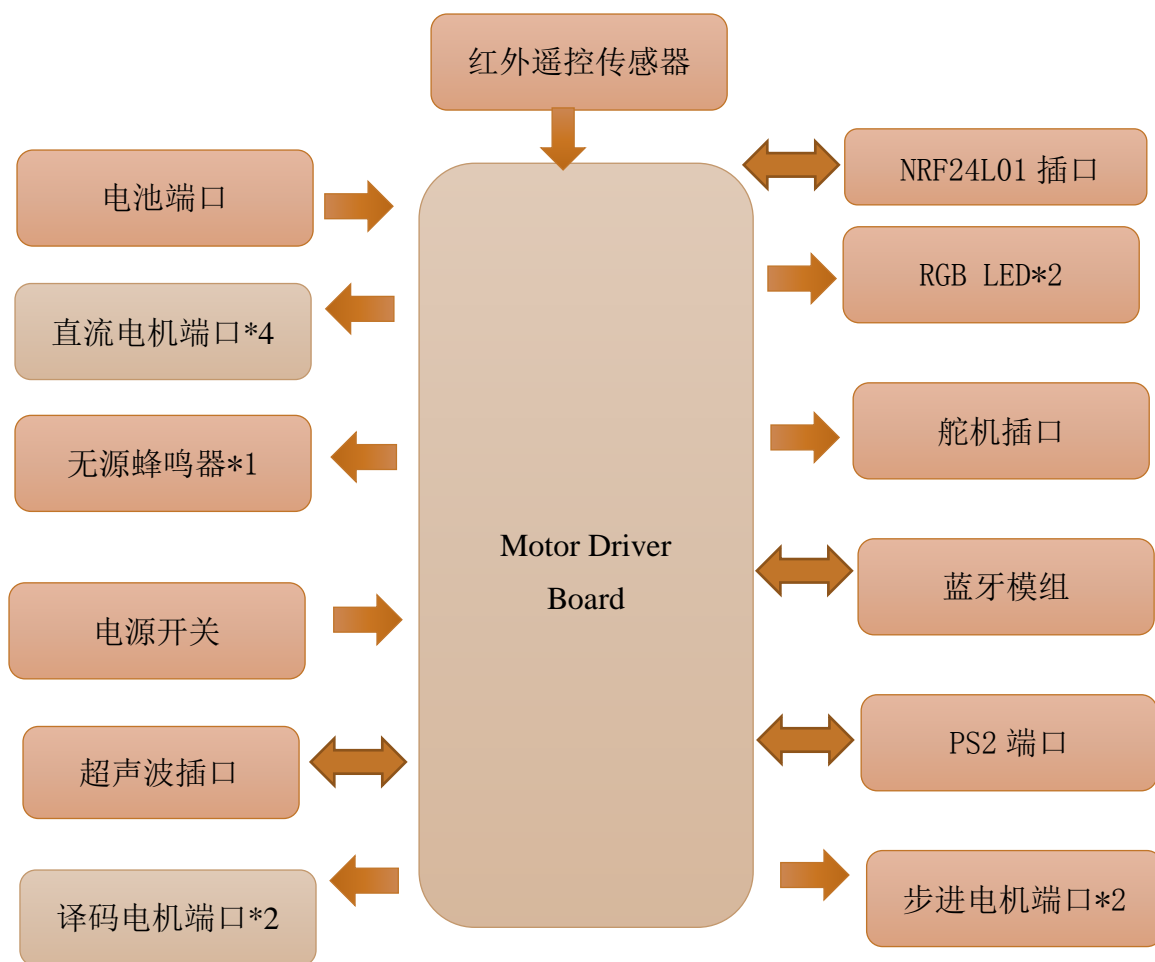 红外遥控传感器
电池端口
NRF24L01 插口
RGB LED*2
直流电机端口*4
舵机插口
无源蜂鸣器*1
Motor Driver
Board
蓝牙模组
电源开关
PS2 端口
超声波插口
步进电机端口*2
译码电机端口*2